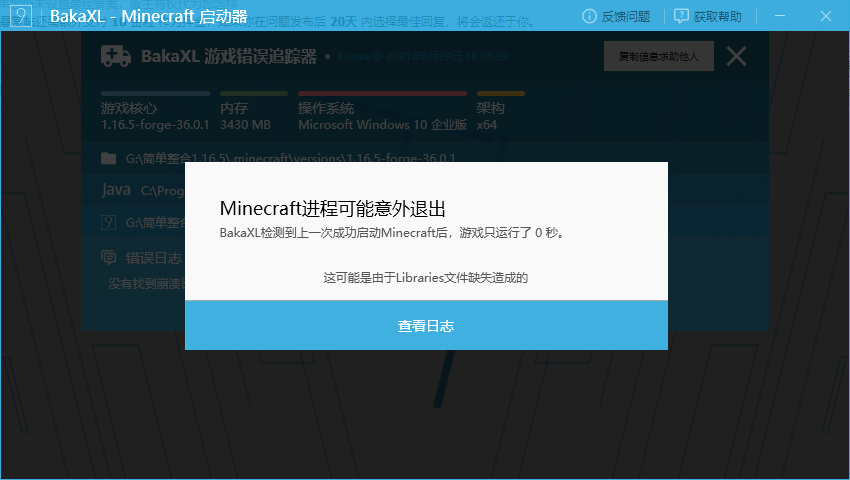 BakaXL - Minecraft 启动器
反馈问题
获取帮助
20天 内选择最佳回复，将会返还于你。
BakaXL 游戏错误追踪器
复制信息求助他人
游戏核心
1.16.5-forge-36.0.1
内存
3430 MB
操作系统
Microsoft Windows 10 企业版
架构
x64
G:\简单整合1.16.5\.minecraft\versions\1.16.5-forge-36.0.1
Java C:\Prog
G:\简单整
错误日志
没有找到崩溃
Minecraft进程可能意外退出
BakaXL检测到上一次成功启动Minecraft后，游戏只运行了 0 秒。
这可能是由于Libraries文件缺失造成的
查看日志